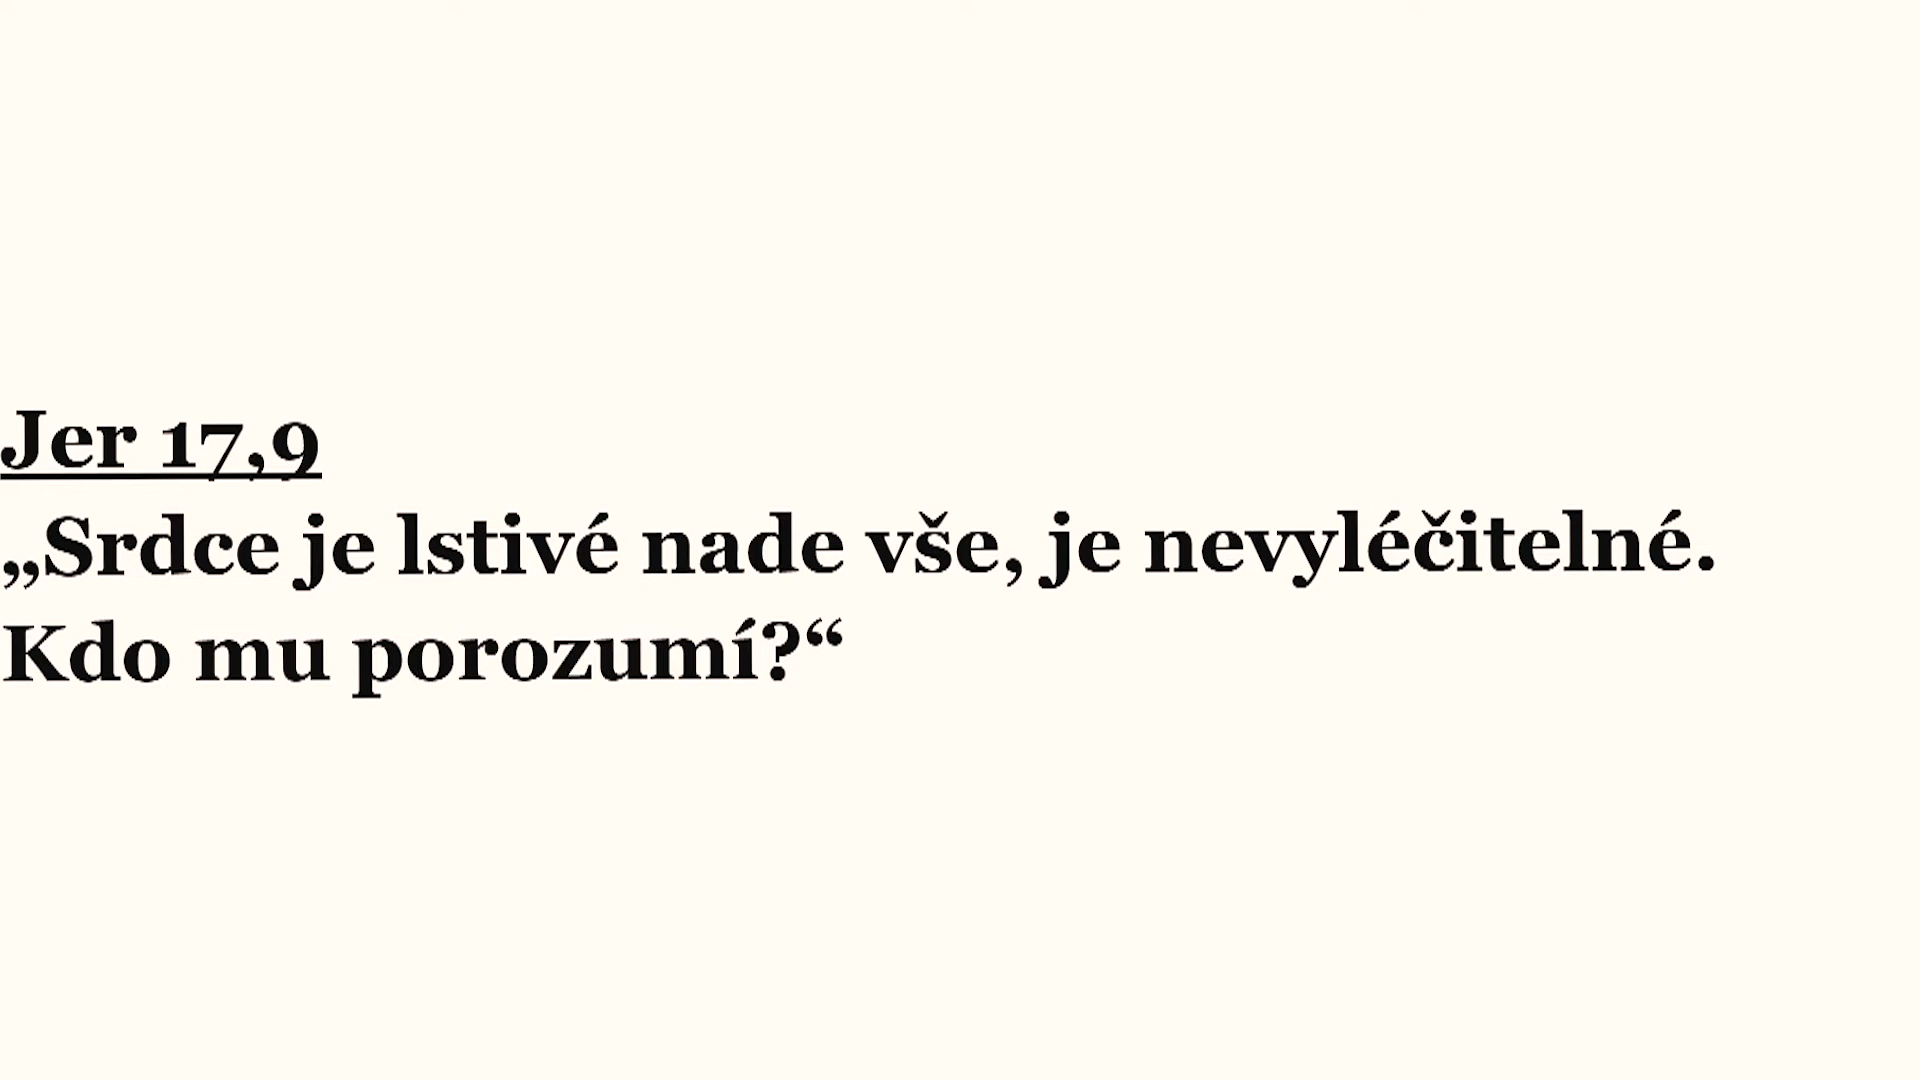 Jer 17,9
„Srdce je lstivé nade vše, je nevyléčitelné.
Kdo mu porozumí?“